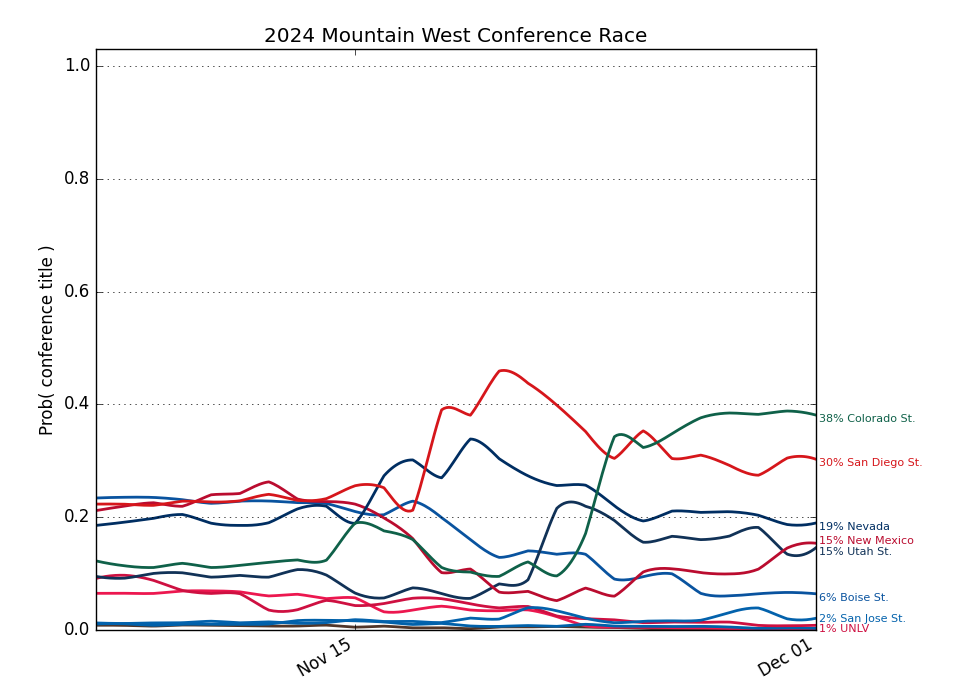 2024 Mountain West Conference Race
1.0
0.8
0.6
0.4
0.2
0.0
Prob( conference title )
38% Colorado St.
30% San Diego St.
19% Nevada
15% New Mexico
15% Utah St.
6% Boise St.
2% San Jose St.
1% UNLV
Nov 15
Dec 01